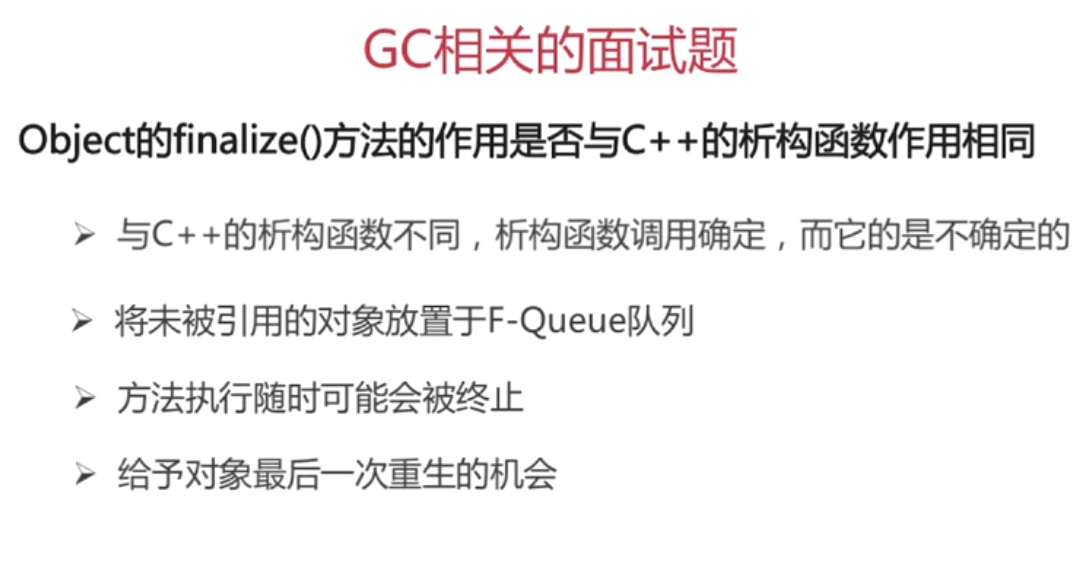 GC相关的面试题
Object的finalize()方法的作用是否与C++的析构函数作用相同
➢ 与C++的析构函数不同，析构函数调用确定，而它的是不确定的
➢ 将未被引用的对象放置于F-Queue队列
➢ 方法执行随时可能会被终止
➢ 给予对象最后一次重生的机会